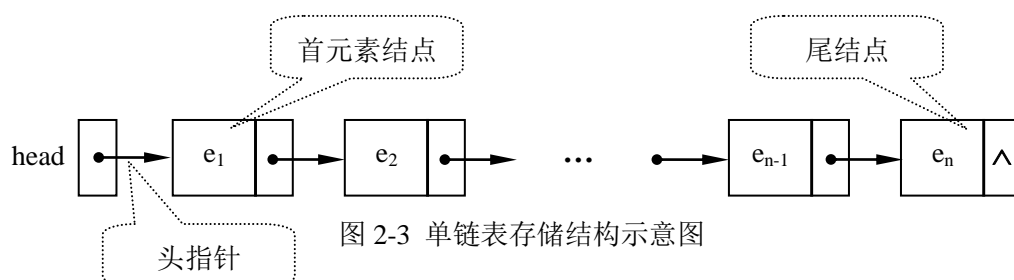 首元素结点
尾结点
head e₁ e₂ ... eₙ₋₁ eₙ ∧
图 2-3 单链表存储结构示意图
头指针